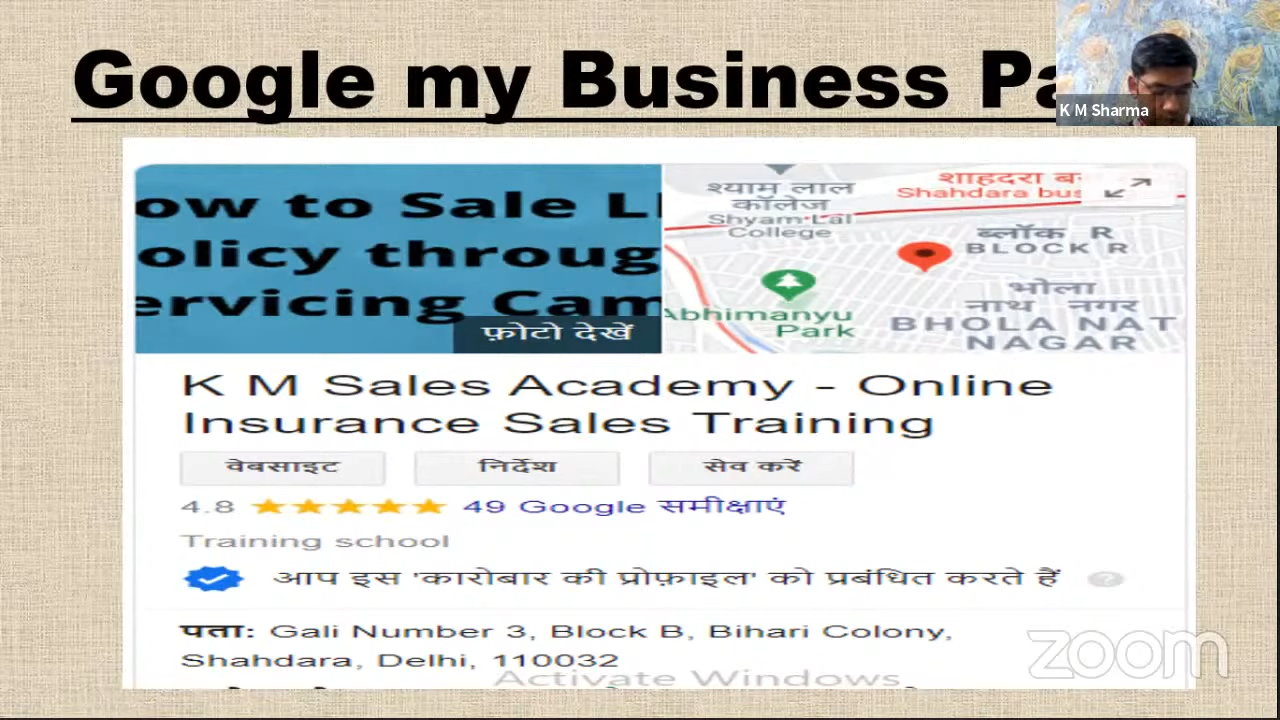 Google my Business
K M Sharma
ow to Sale
olicy throug
ervicing Cam
फ़ोटो देखें
श्याम लाल
कॉलेज
Shyam Lal
College
शाहदरा
Shahdara bus
ब्लॉक R
BLOCK R
Abhimanyu
Park
भोला
नाथ नगर
BHOLA NAT
NAGAR
K M Sales Academy - Online
Insurance Sales Training
वेबसाइट
निर्देश
सेव करें
4.8 49 Google समीक्षाएं
Training school
आप इस 'कारोबार की प्रोफ़ाइल' को प्रबंधित करते हैं
पता: Gali Number 3, Block B, Bihari Colony,
Shahdara, Delhi, 110032
Activate Windows
zoom